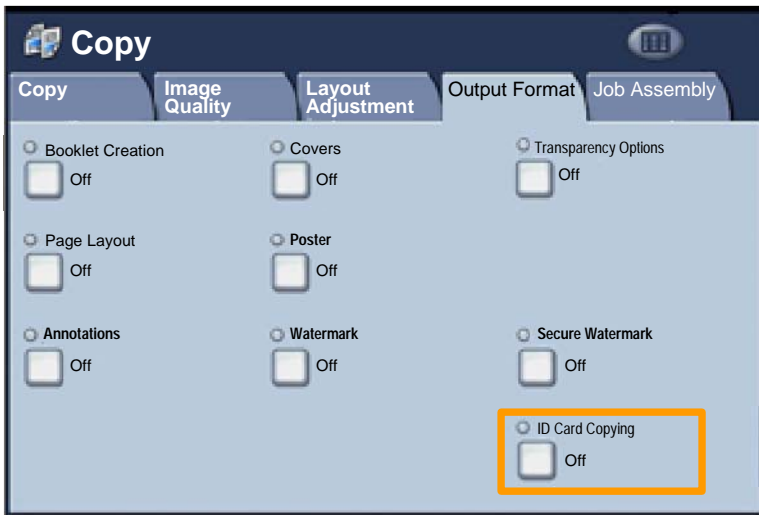 Copy
Copy
Image
Quality
Layout
Adjustment
Output Format
Job Assembly
Booklet Creation
Off
Covers
Off
Transparency Options
Off
Page Layout
Off
Poster
Off
Annotations
Off
Watermark
Off
Secure Watermark
Off
ID Card Copying
Off